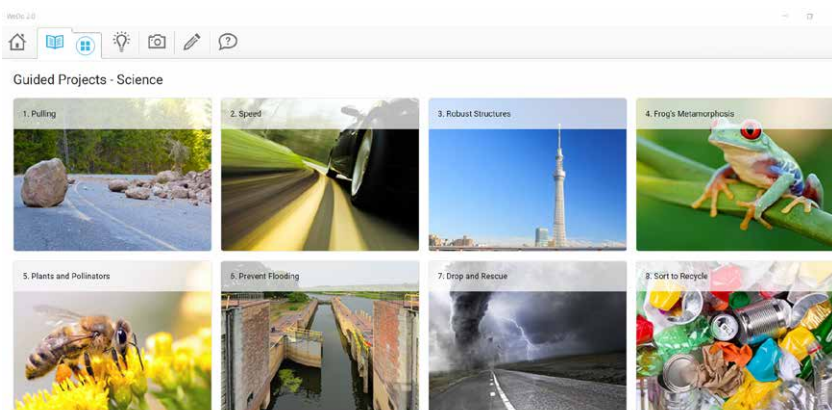 WeDo 2.0
Guided Projects - Science
1. Pulling
2. Speed
3. Robust Structures
4. Frog's Metamorphosis
5. Plants and Pollinators
6. Prevent Flooding
7. Drop and Rescue
8. Sort to Recycle